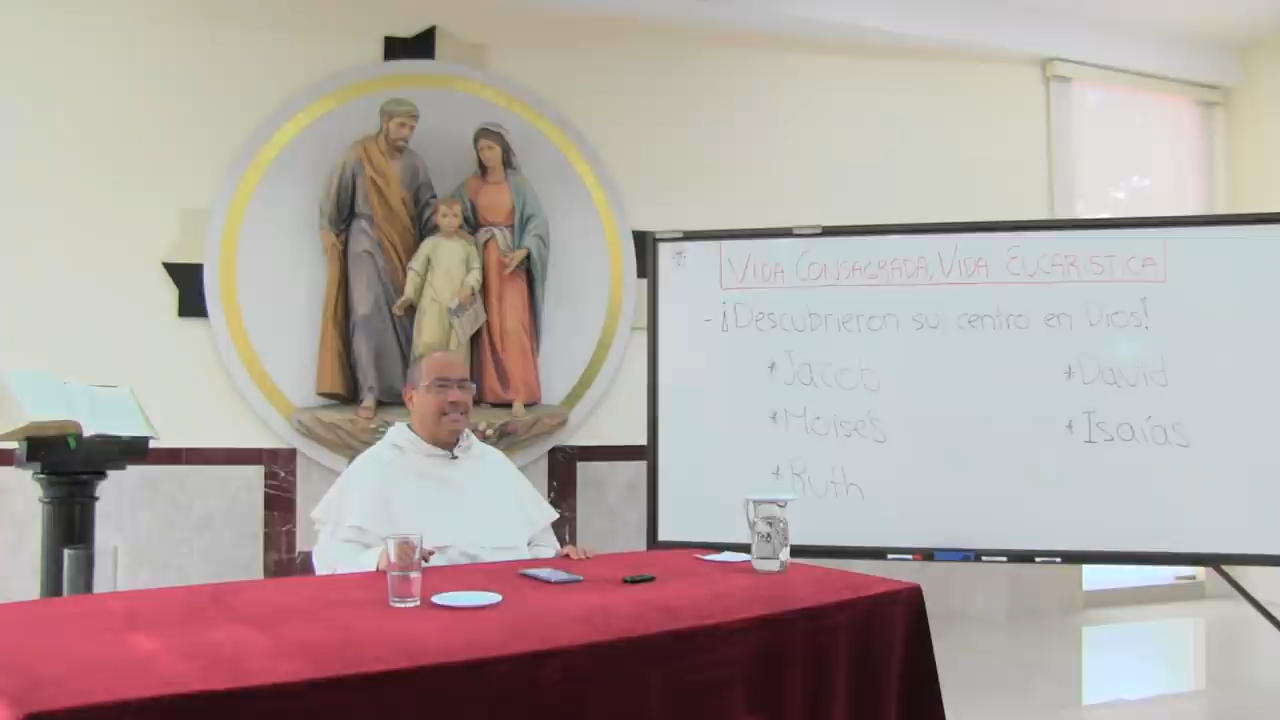 VIDA CONSAGRADA, VIDA EUCARÍSTICA
- ¡Descubrieron su centro en Dios!
* Jacob
* David
* Moisés
* Isaías
* Ruth